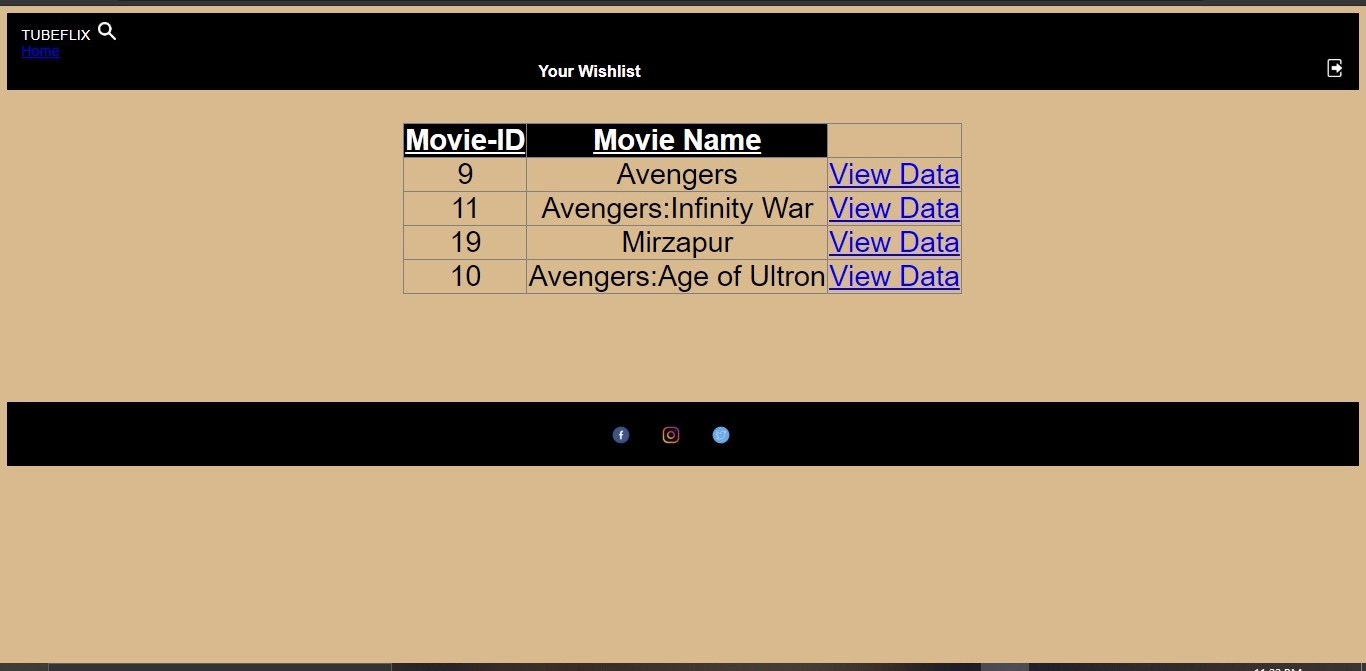 TUBEFLIX
Home
Your Wishlist
Movie-ID Movie Name
9 Avengers View Data
11 Avengers:Infinity War View Data
19 Mirzapur View Data
10 Avengers:Age of Ultron View Data